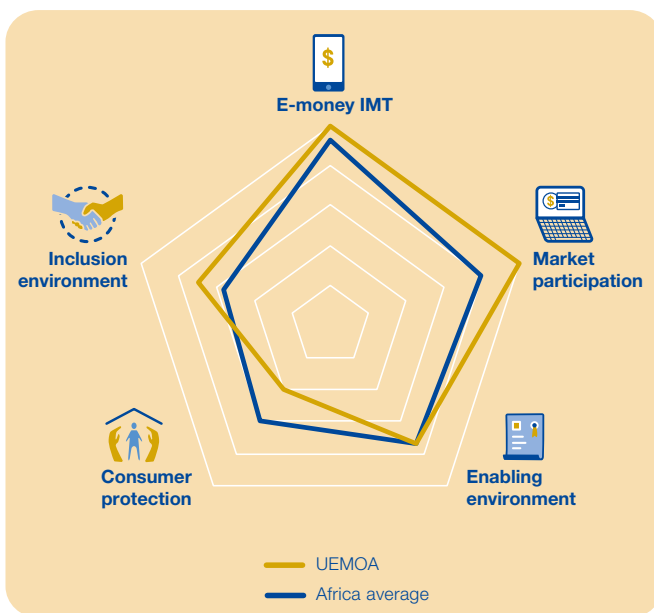 $
E-money IMT
$
Market
participation
Inclusion
environment
Enabling
environment
Consumer
protection
UEMOA
Africa average